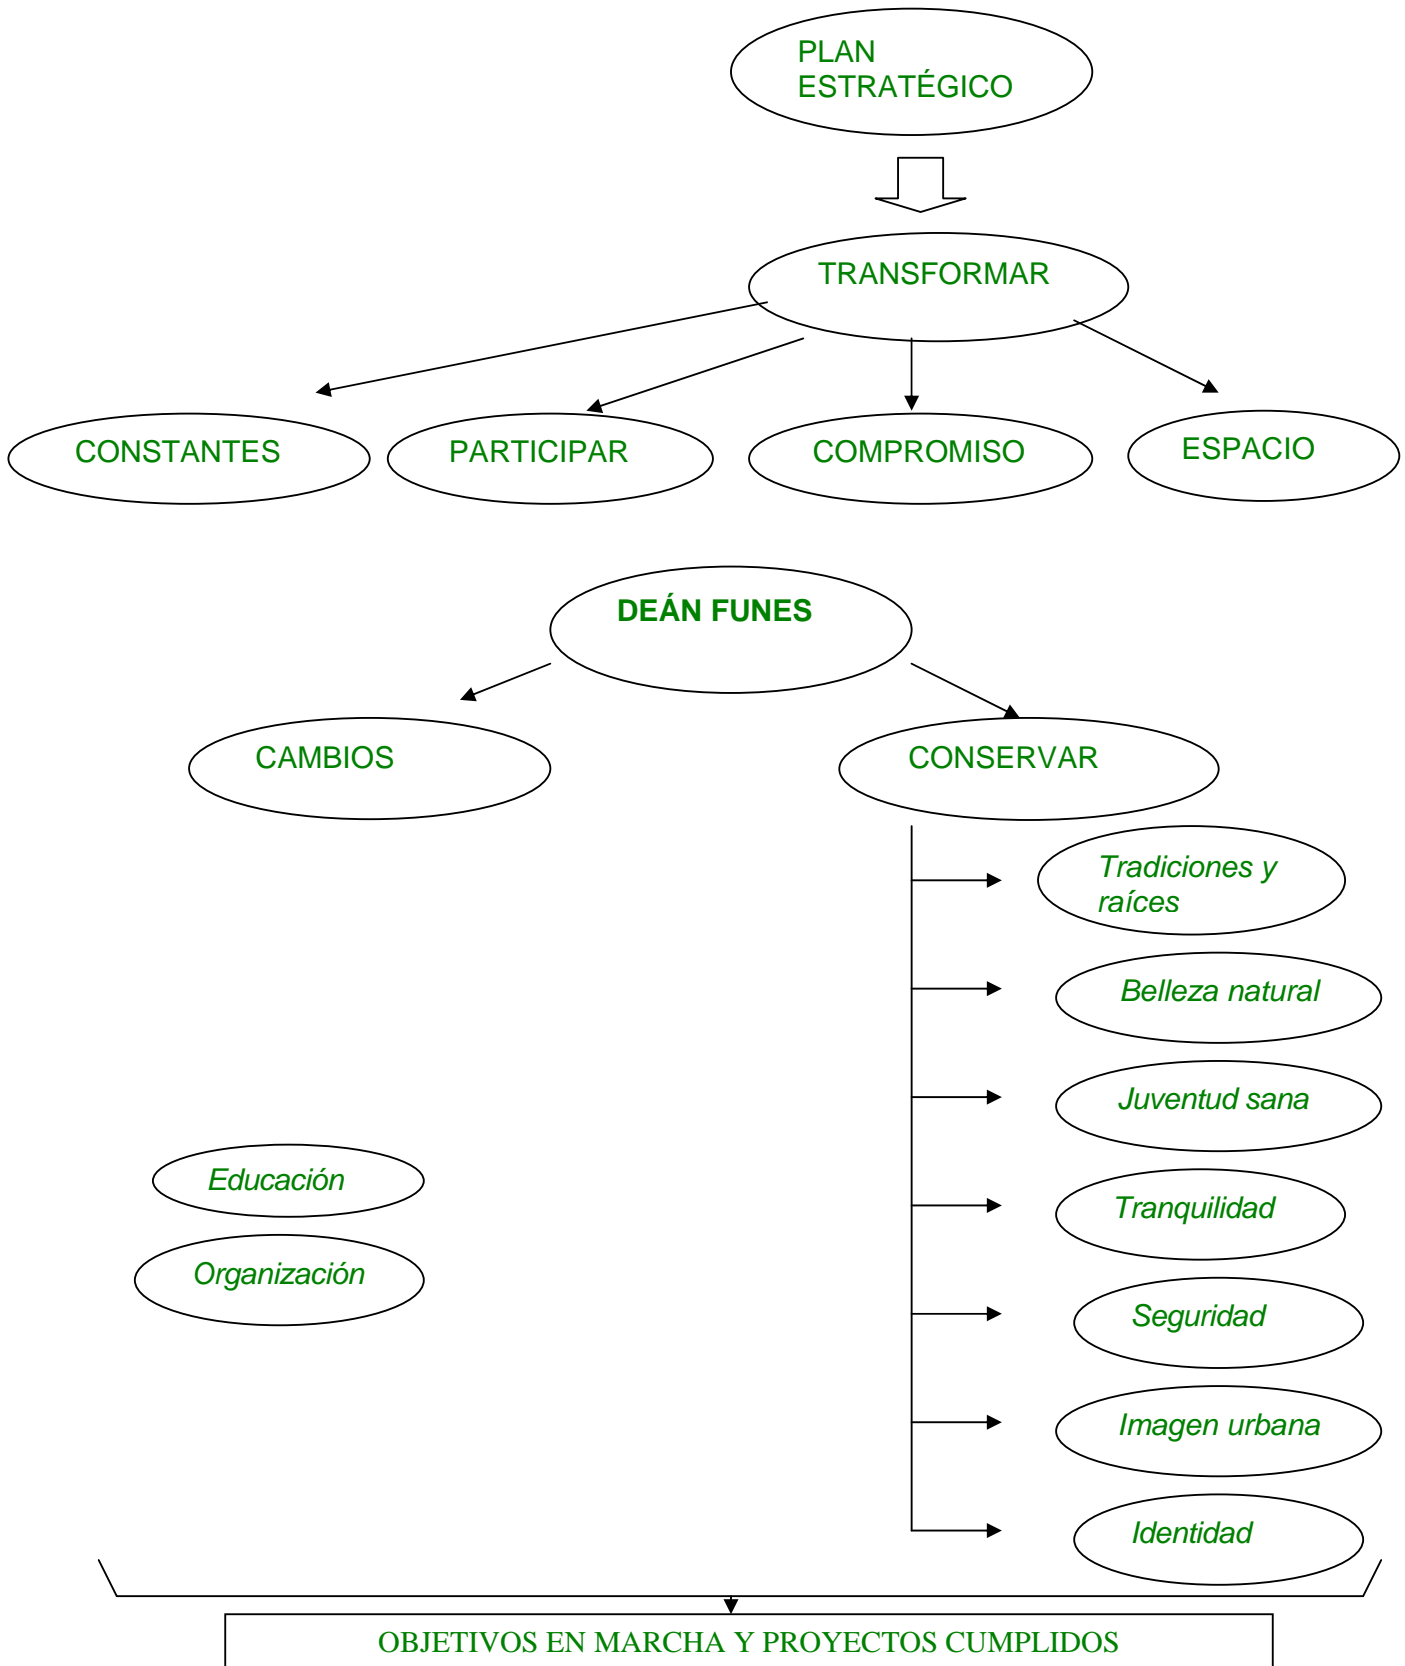 PLAN
ESTRATÉGICO
TRANSFORMAR
CONSTANTES
PARTICIPAR
COMPROMISO
ESPACIO
DEÁN FUNES
CAMBIOS
CONSERVAR
Tradiciones y
raíces
Belleza natural
Juventud sana
Educación
Tranquilidad
Organización
Seguridad
Imagen urbana
Identidad
OBJETIVOS EN MARCHA Y PROYECTOS CUMPLIDOS